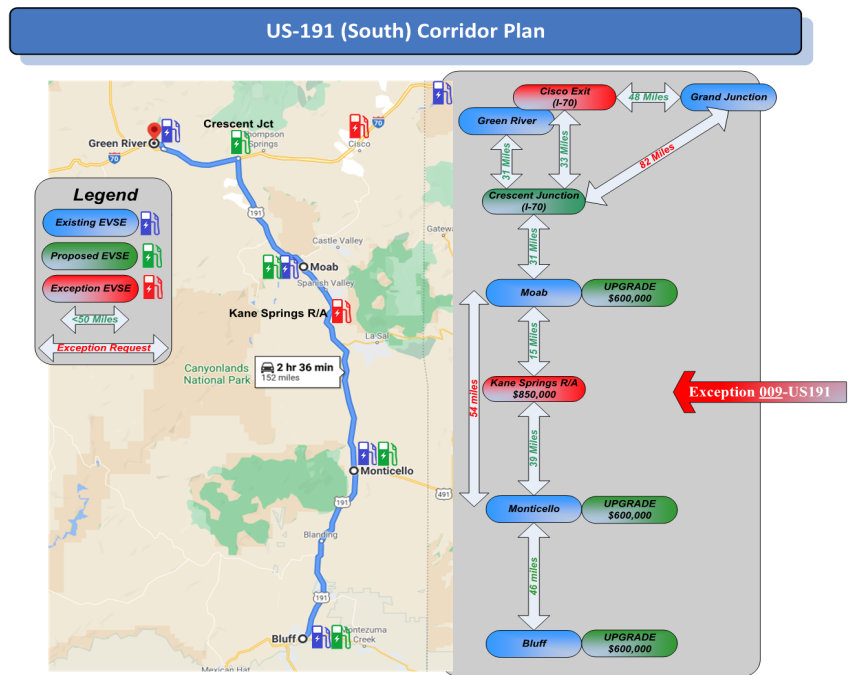 US-191 (South) Corridor Plan
Green River
Crescent Jct
Thompson
Springs
Cisco
70
70
191
Castle Valley
Gatew
Moab
Spanish Valley
Kane Springs R/A
La Sal
Canyonlands
National Park
2 hr 36 min
152 miles
Monticello
191
491
Blanding
191
Bluff
Montezuma
Creek
Mexican Hat
Legend
Existing EVSE
Proposed EVSE
Exception EVSE
<50 Miles
Exception Request
Cisco Exit
(I-70)
48 Miles
Grand Junction
Green River
31 Miles
33 Miles
82 Miles
Crescent Junction
(I-70)
31 Miles
Moab
UPGRADE
$600,000
15 Miles
54 miles
Kane Springs R/A
$850,000
Exception 009-US191
39 Miles
Monticello
UPGRADE
$600,000
46 miles
Bluff
UPGRADE
$600,000